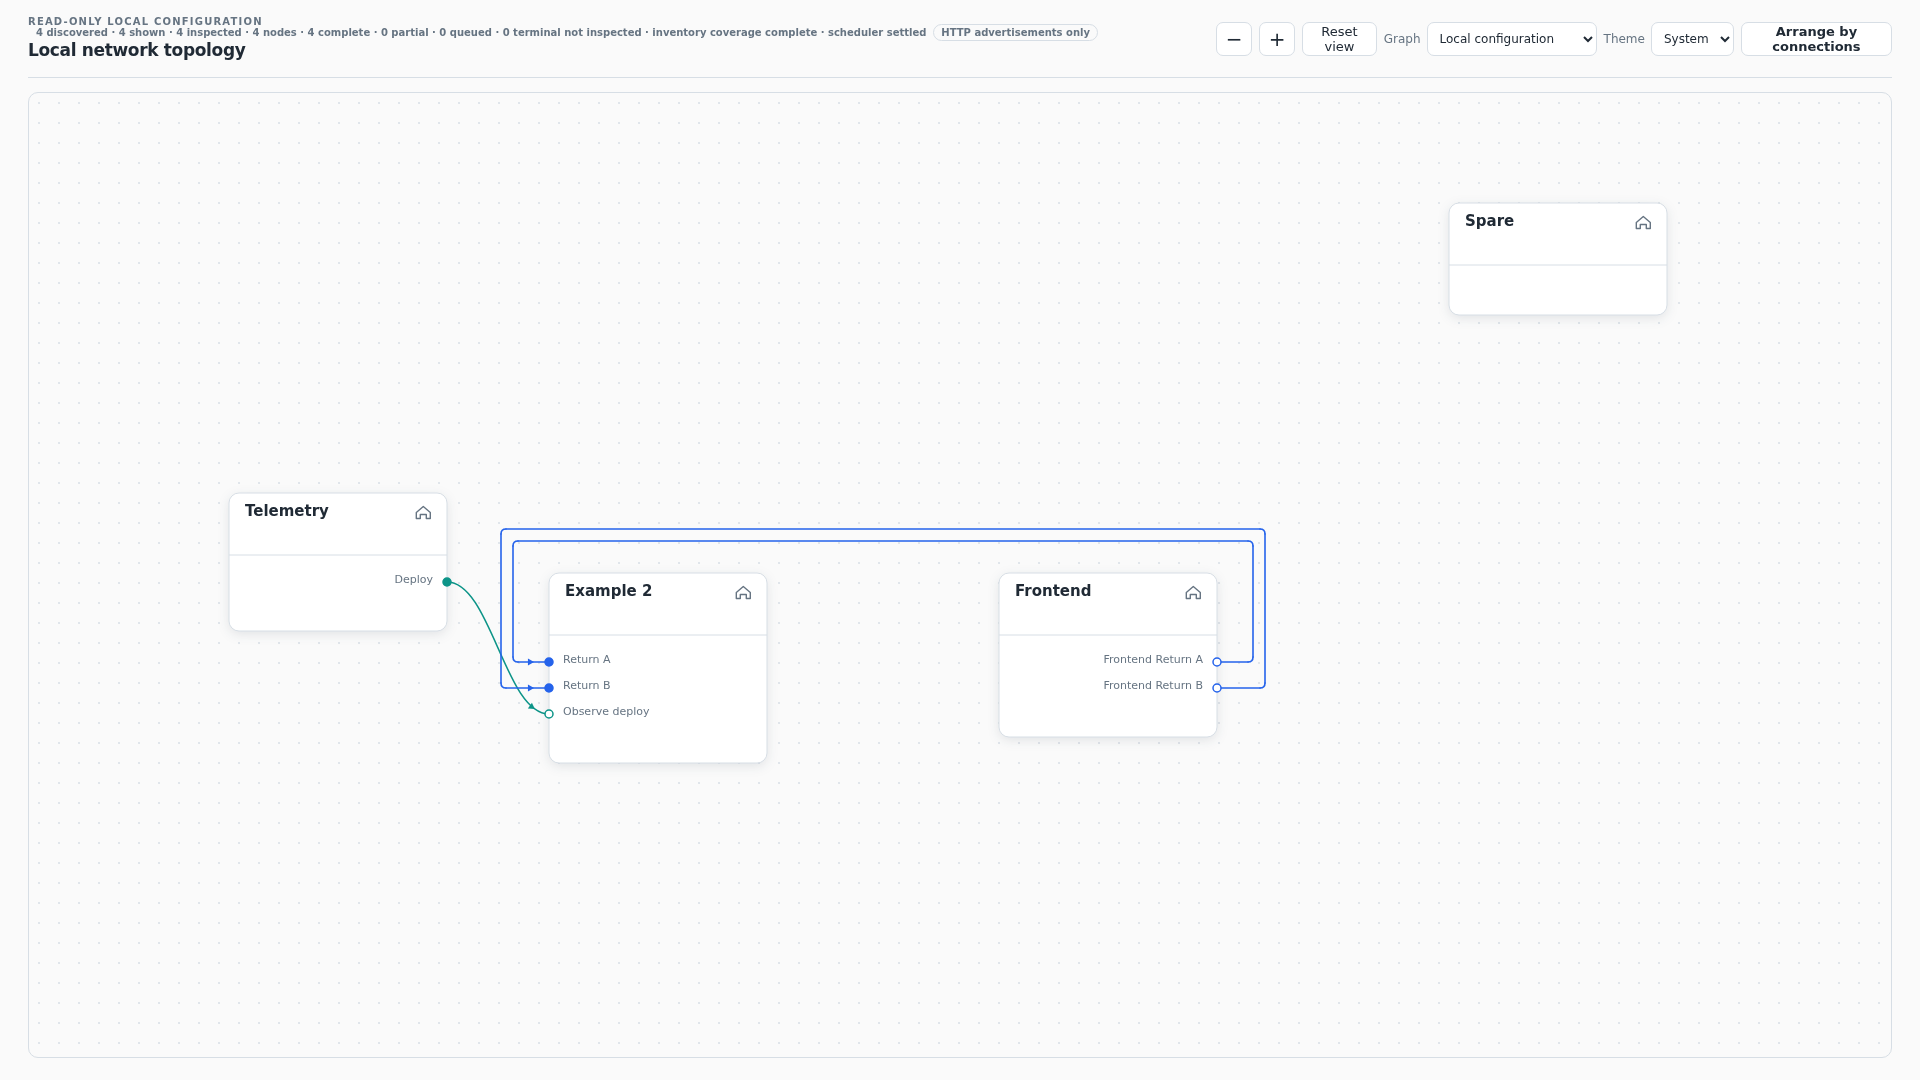 READ-ONLY LOCAL CONFIGURATION
4 discovered · 4 shown · 4 inspected · 4 nodes · 4 complete · 0 partial · 0 queued · 0 terminal not inspected · inventory coverage complete · scheduler settled HTTP advertisements only
Local network topology
− + Reset view Graph Local configuration Theme System Arrange by connections
Spare
Telemetry
Deploy
Example 2
Return A
Return B
Observe deploy
Frontend
Frontend Return A
Frontend Return B